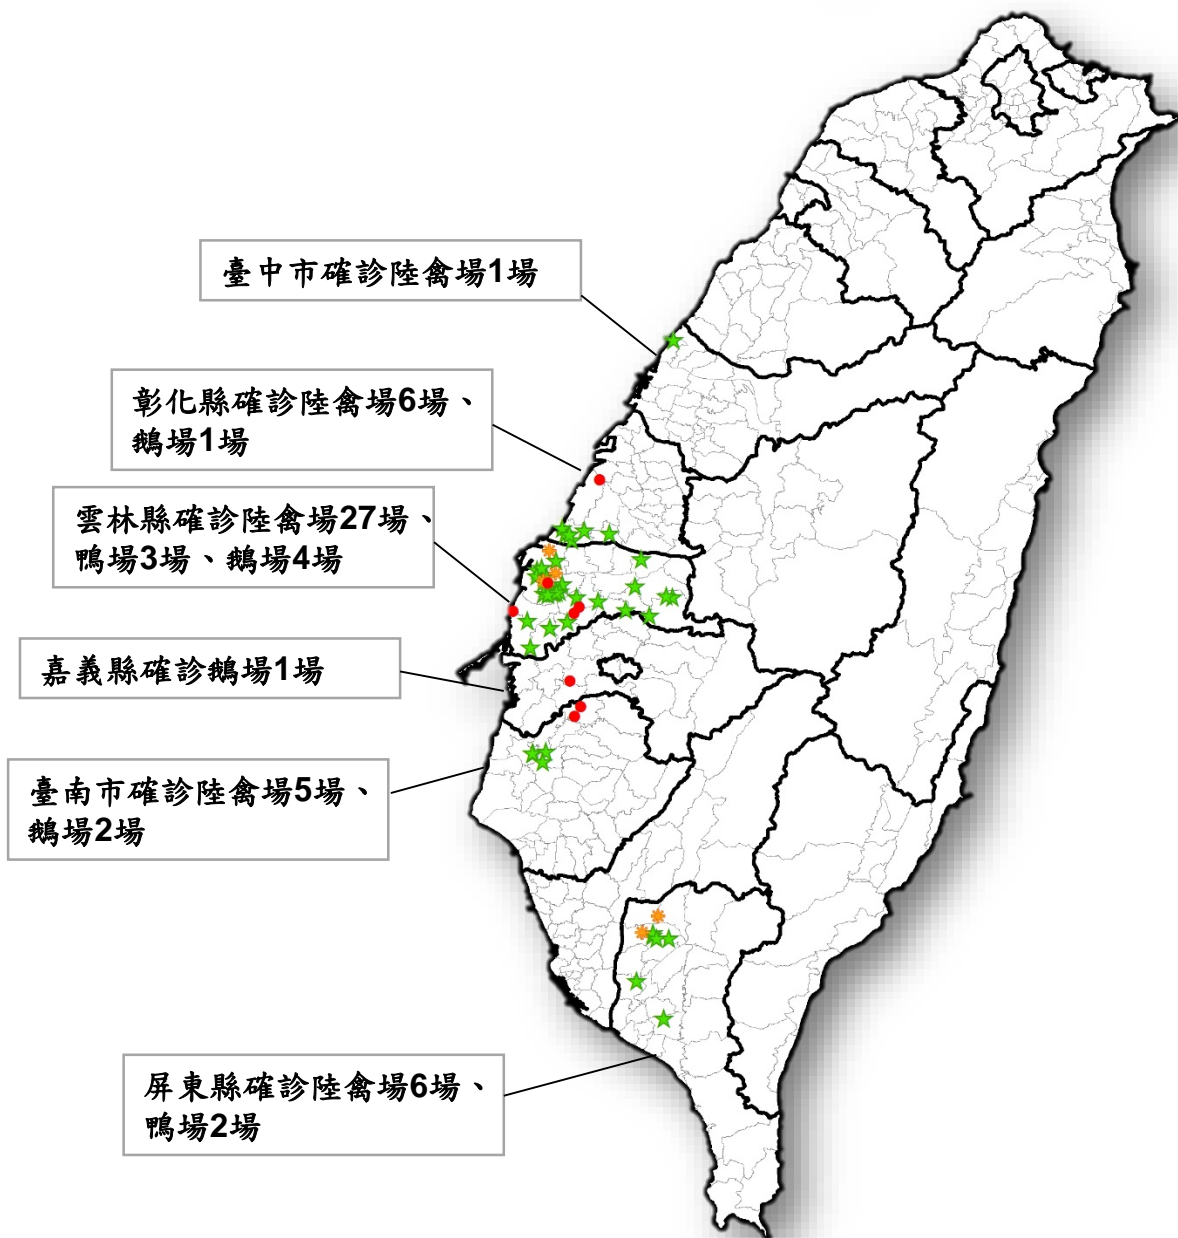 臺中市確診陸禽場1場
彰化縣確診陸禽場6場、
鵝場1場
雲林縣確診陸禽場27場、
鴨場3場、鵝場4場
嘉義縣確診鵝場1場
臺南市確診陸禽場5場、
鵝場2場
屏東縣確診陸禽場6場、
鴨場2場